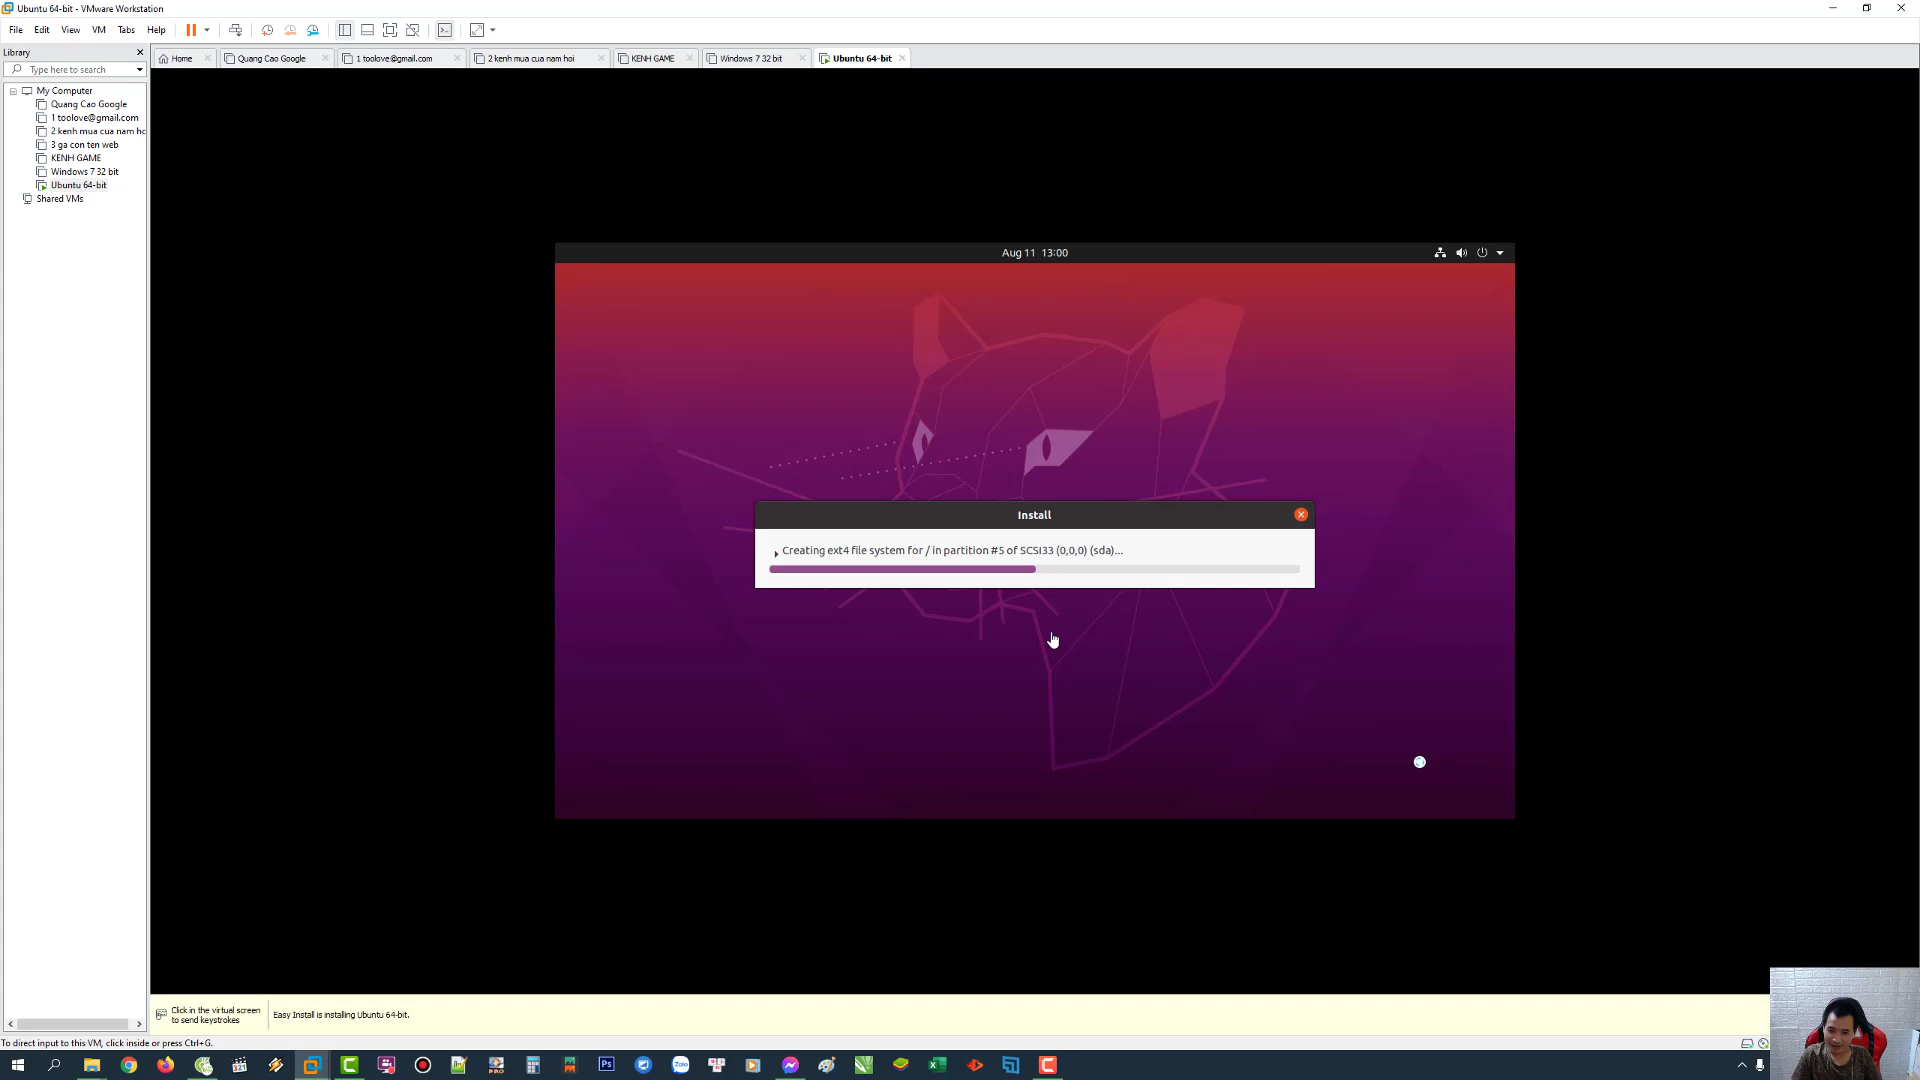 Ubuntu 64-bit - VMware Workstation
File Edit View VM Tabs Help
Library
Type here to search
Home
Quang Cao Google
1 toolove@gmail.com
2 kenh mua cua nam hoi
KENH GAME
Windows 7 32 bit
Ubuntu 64-bit
My Computer
Quang Cao Google
1 toolove@gmail.com
2 kenh mua cua nam ho
3 ga con ten web
KENH GAME
Windows 7 32 bit
Ubuntu 64-bit
Shared VMs
Aug 11 13:00
Install
Creating ext4 file system for / in partition #5 of SCSI33 (0,0,0) (sda)...
Click in the virtual screen
to send keystrokes
Easy Install is installing Ubuntu 64-bit.
To direct input to this VM, click inside or press Ctrl+G.